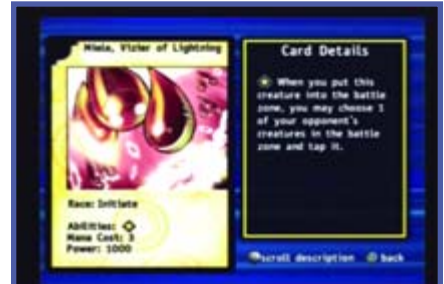 Miele, Vizier of Lightning
Race: Initiate
Abilities:
Mana Cost: 3
Power: 1000
Card Details
When you put this
creature into the battle
zone, you may choose 1
of your opponent's
creatures in the battle
zone and tap it.
scroll description
back